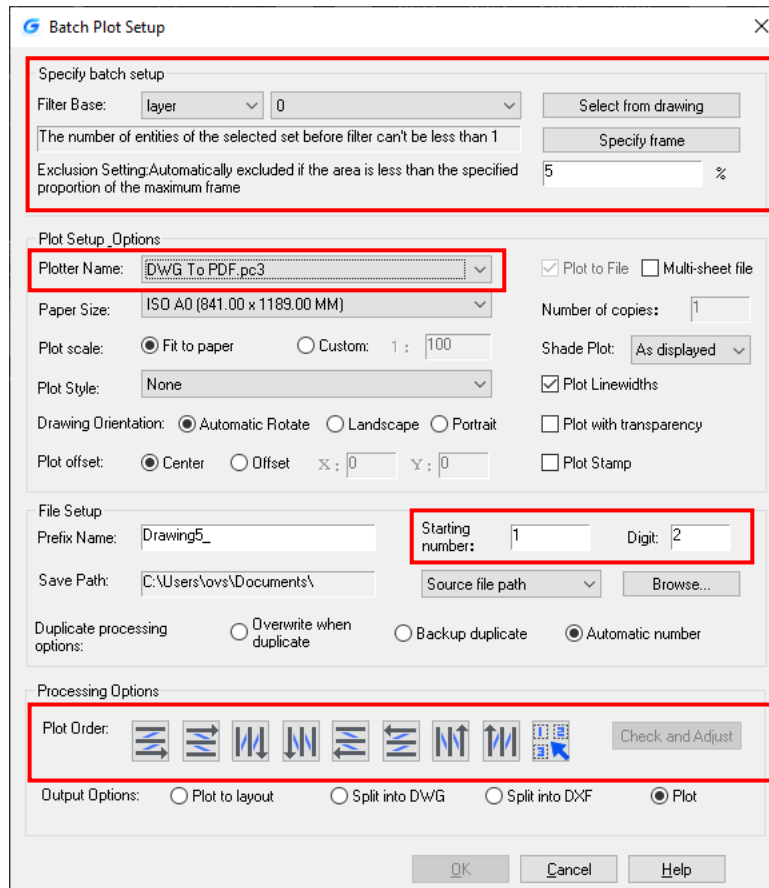 Batch Plot Setup
Specify batch setup
Filter Base: layer 0 Select from drawing
The number of entities of the selected set before filter can't be less than 1 Specify frame
Exclusion Setting:Automatically excluded if the area is less than the specified 5 %
proportion of the maximum frame
Plot Setup_Options
Plotter Name: DWG To PDF.pc3 Plot to File Multi-sheet file
Paper Size: ISO A0 (841.00 x 1189.00 MM) Number of copies: 1
Plot scale: Fit to paper Custom: 1 : 100 Shade Plot: As displayed
Plot Style: None Plot Linewidths
Drawing Orientation: Automatic Rotate Landscape Portrait Plot with transparency
Plot offset: Center Offset X : 0 Y : 0 Plot Stamp
File Setup
Prefix Name: Drawing5_ Starting number: 1 Digit: 2
Save Path: C:\Users\ovs\Documents\ Source file path Browse...
Duplicate processing options: Overwrite when duplicate Backup duplicate Automatic number
Processing Options
Plot Order: 1 2 3 Check and Adjust
Output Options: Plot to layout Split into DWG Split into DXF Plot
OK Cancel Help